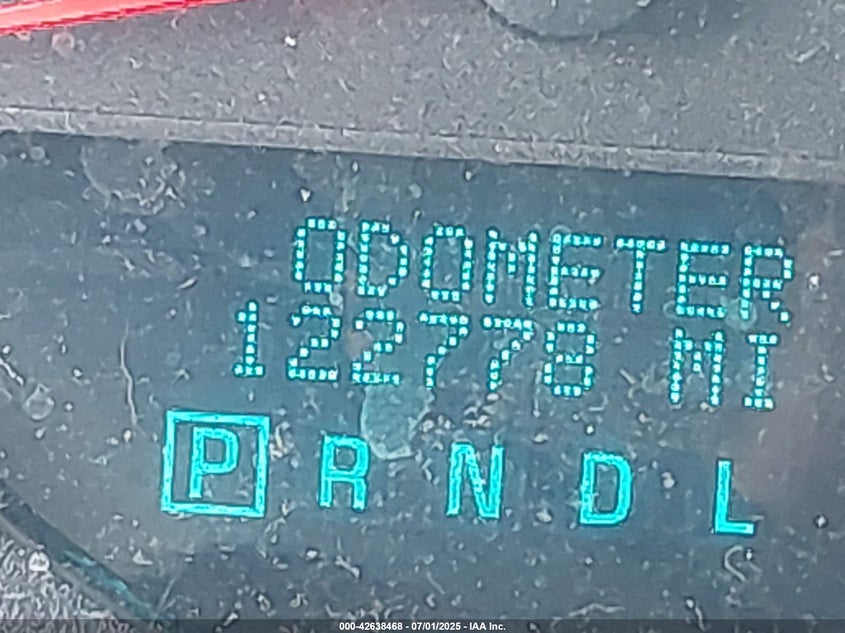 ODOMETER
122778 MI
P R N D L
000-42638468 - 07/01/2025 - IAA Inc.